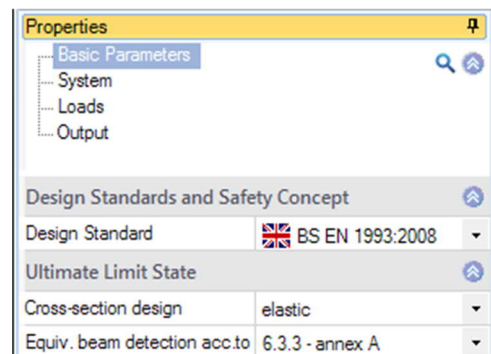 Properties
Basic Parameters
System
Loads
Output
Design Standards and Safety Concept
Design Standard BS EN 1993:2008
Ultimate Limit State
Cross-section design elastic
Equiv. beam detection acc.to 6.3.3 - annex A